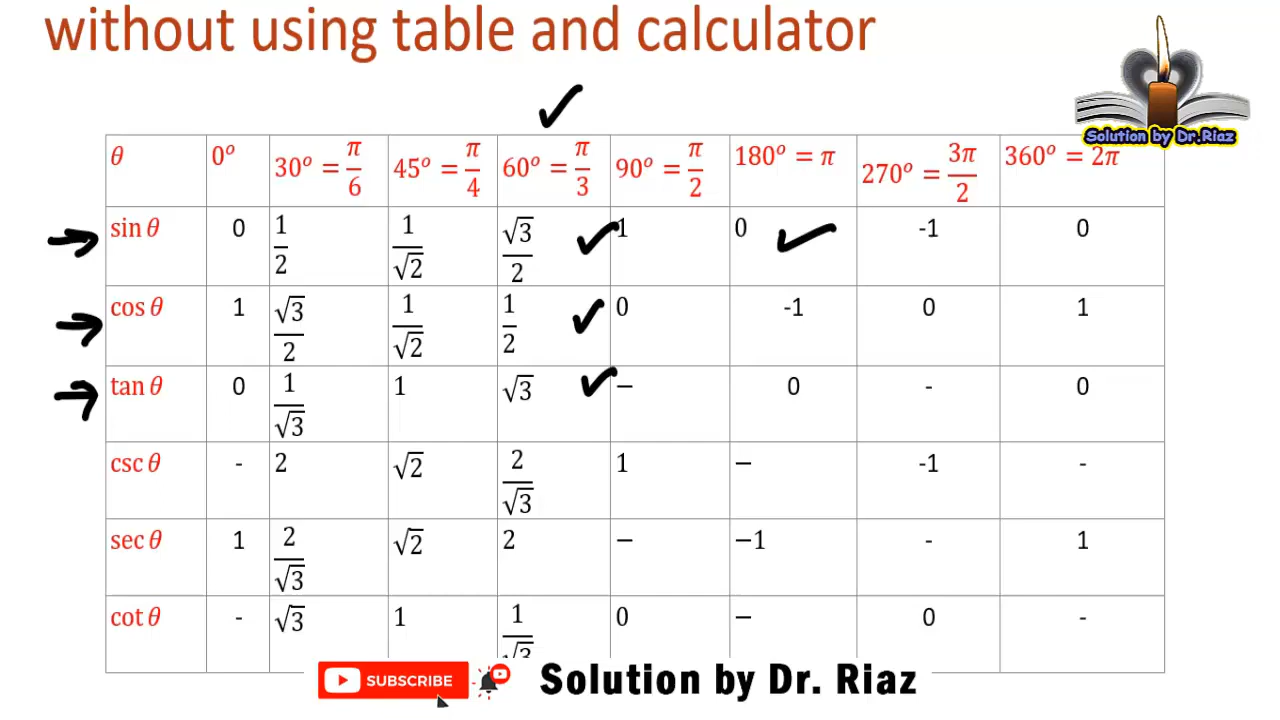 without using table and calculator
Solution by Dr.Riaz
θ 0° 30° = π/6 45° = π/4 60° = π/3 90° = π/2 180° = π 270° = 3π/2 360° = 2π
sin θ 0 1/2 1/√2 √3/2 1 0 -1 0
cos θ 1 √3/2 1/√2 1/2 0 -1 0 1
tan θ 0 1/√3 1 √3 − 0 - 0
csc θ - 2 √2 2/√3 1 − -1 -
sec θ 1 2/√3 √2 2 − −1 - 1
cot θ - √3 1 1/√3 0 − 0 -
SUBSCRIBE
Solution by Dr. Riaz